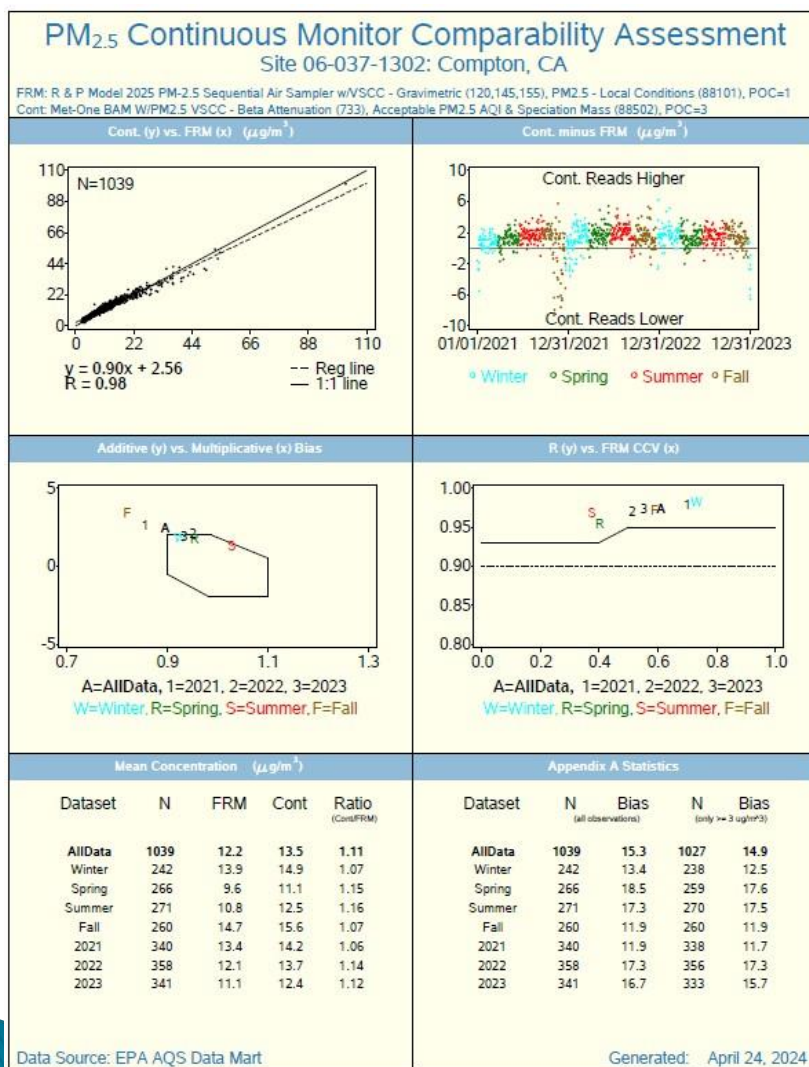 PM2.5 Continuous Monitor Comparability Assessment
Site 06-037-1302: Compton, CA
FRM: R & P Model 2025 PM-2.5 Sequential Air Sampler w/VSCC - Gravimetric (120,145,155), PM2.5 - Local Conditions (88101), POC=1
Cont: Met-One BAM W/PM2.5 VSCC - Beta Attenuation (733), Acceptable PM2.5 AQI & Speciation Mass (88502), POC=3
Cont. (y) vs. FRM (x) (μg/m³)
110
88
66
44
22
0
N=1039
0 22 44 66 88 110
y = 0.90x + 2.56
R = 0.98
-- Reg line
— 1:1 line
Cont. minus FRM (μg/m³)
10
6
2
-2
-6
-10
Cont. Reads Higher
Cont. Reads Lower
01/01/2021 12/31/2021 12/31/2022 12/31/2023
Winter Spring Summer Fall
Additive (y) vs. Multiplicative (x) Bias
5
0
-5
F 1 A W 3 2 R S
0.7 0.9 1.1 1.3
A=AllData, 1=2021, 2=2022, 3=2023
W=Winter, R=Spring, S=Summer, F=Fall
R (y) vs. FRM CCV (x)
1.00
0.95
0.90
0.85
0.80
S R 2 3 F A 1 W
0.0 0.2 0.4 0.6 0.8 1.0
A=AllData, 1=2021, 2=2022, 3=2023
W=Winter, R=Spring, S=Summer, F=Fall
Mean Concentration (μg/m³)
Dataset N FRM Cont Ratio
(Cont/FRM)
AllData 1039 12.2 13.5 1.11
Winter 242 13.9 14.9 1.07
Spring 266 9.6 11.1 1.15
Summer 271 10.8 12.5 1.16
Fall 260 14.7 15.6 1.07
2021 340 13.4 14.2 1.06
2022 358 12.1 13.7 1.14
2023 341 11.1 12.4 1.12
Appendix A Statistics
Dataset N Bias N Bias
(all observations) (only >= 3 ug/m^3)
AllData 1039 15.3 1027 14.9
Winter 242 13.4 238 12.5
Spring 266 18.5 259 17.6
Summer 271 17.3 270 17.5
Fall 260 11.9 260 11.9
2021 340 11.9 338 11.7
2022 358 17.3 356 17.3
2023 341 16.7 333 15.7
Data Source: EPA AQS Data Mart
Generated: April 24, 2024